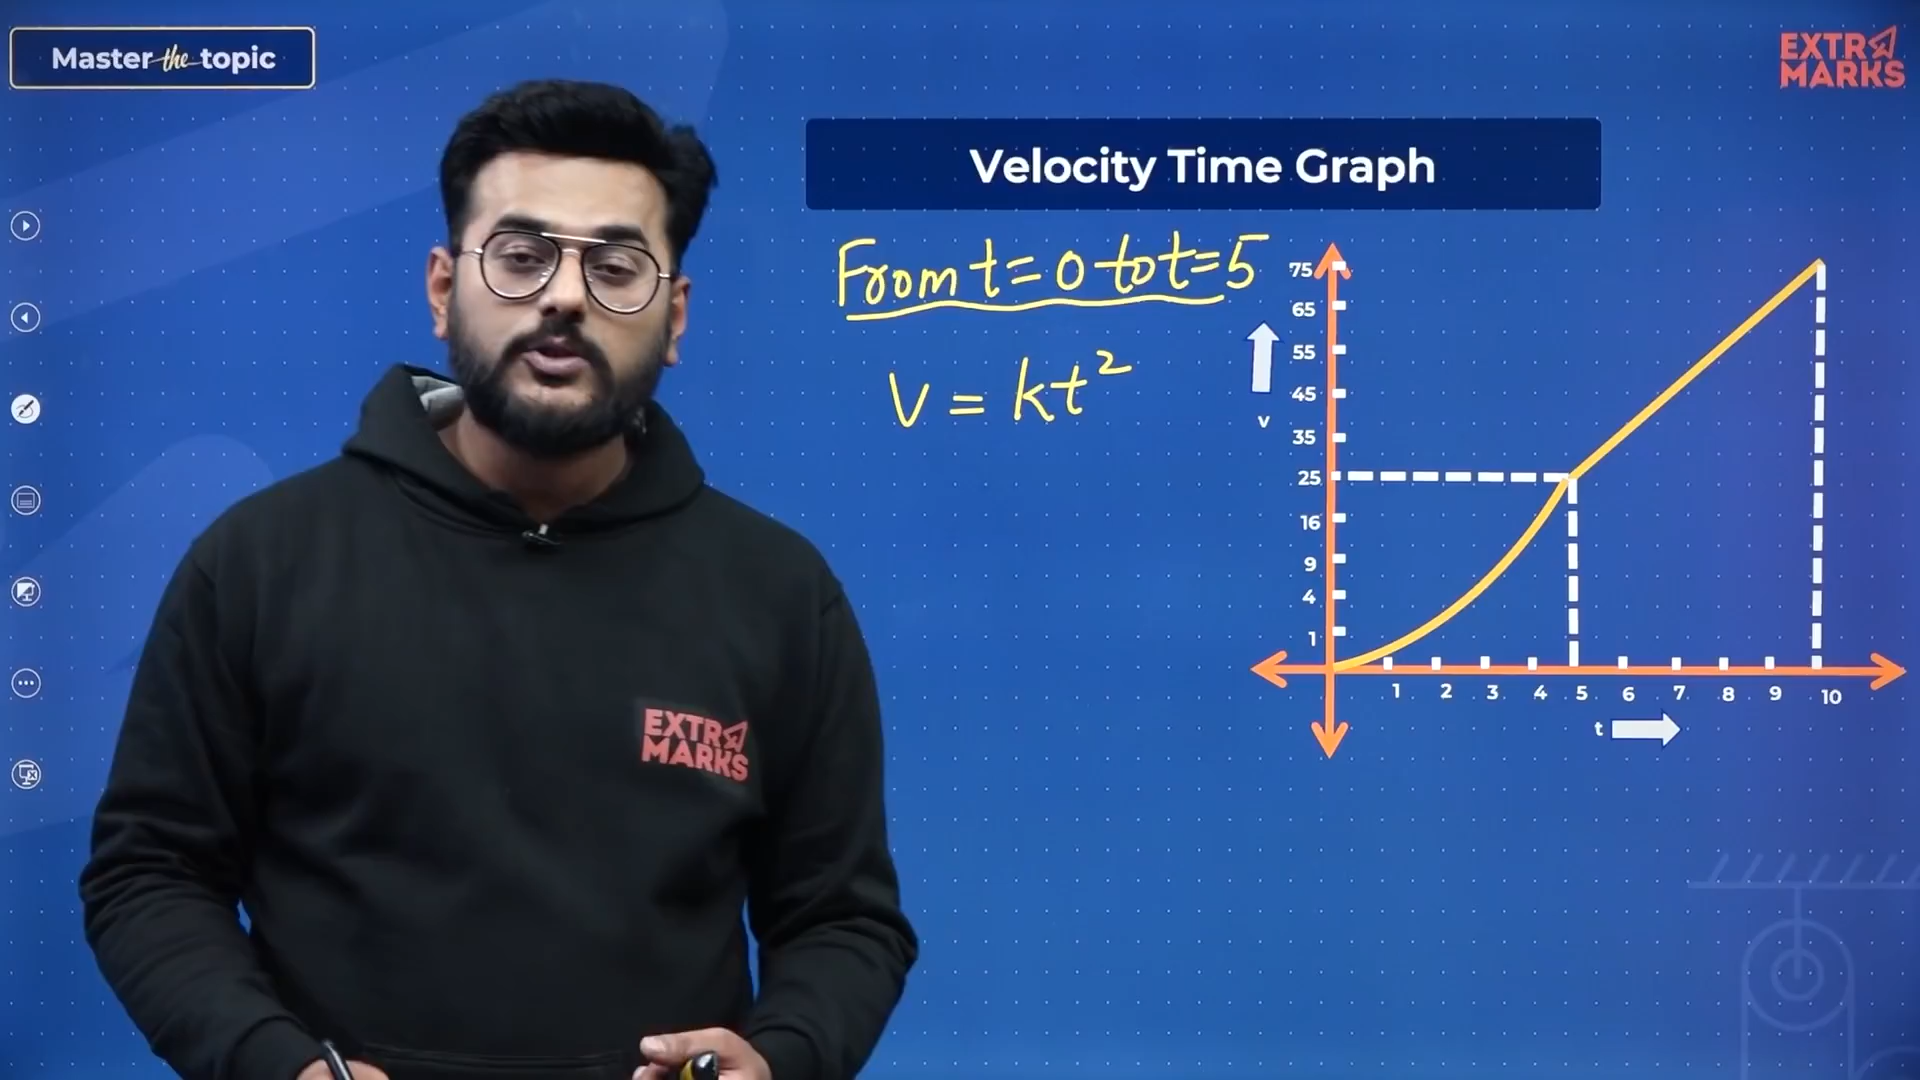 Master the topic
EXTRA
MARKS
Velocity Time Graph
From t = 0 to t = 5
V = kt²
75
65
55
45
35
25
16
9
4
1
v
1 2 3 4 5 6 7 8 9 10
t
EXTRA
MARKS